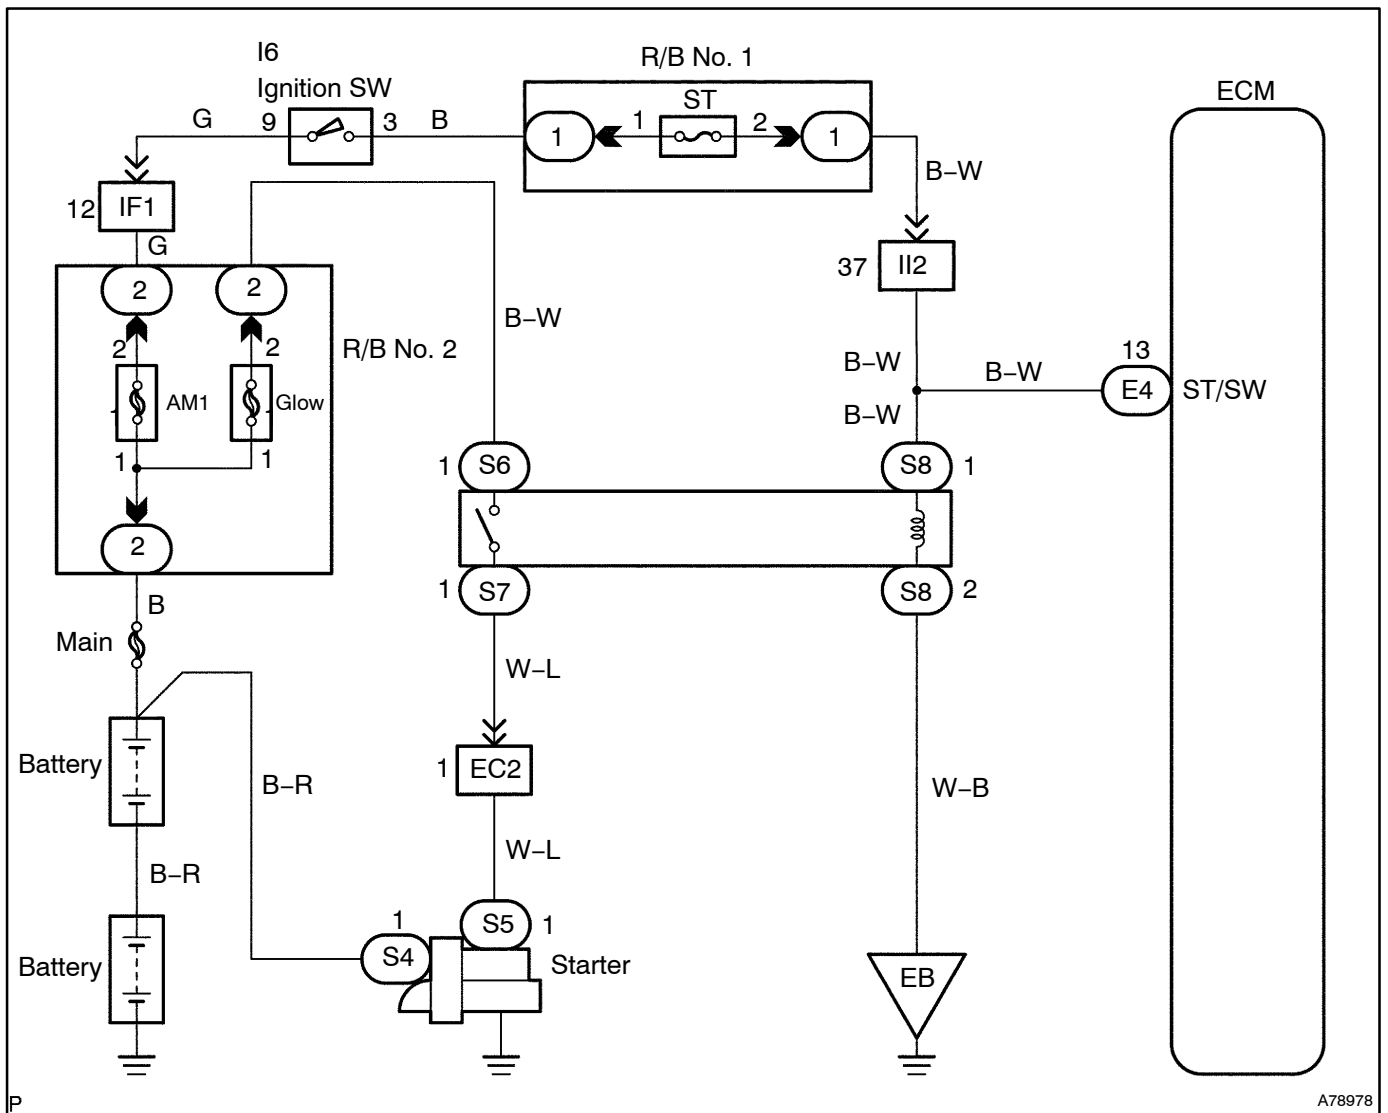 I6
Ignition SW
R/B No. 1
ECM
G 9 3 B
1 1 ST 2 1
B–W
12 IF1
G
37 II2
2 2
R/B No. 2
B–W
2 2
AM1 Glow
1 1
B–W
B–W
13
E4 ST/SW
B–W
2
1 S6
S8 1
B
1 S7
S8 2
Main
W–L
Battery
B–R
1 EC2
W–B
W–L
B–R
1
S4
S5 1
Battery
Starter
EB
P
A78978